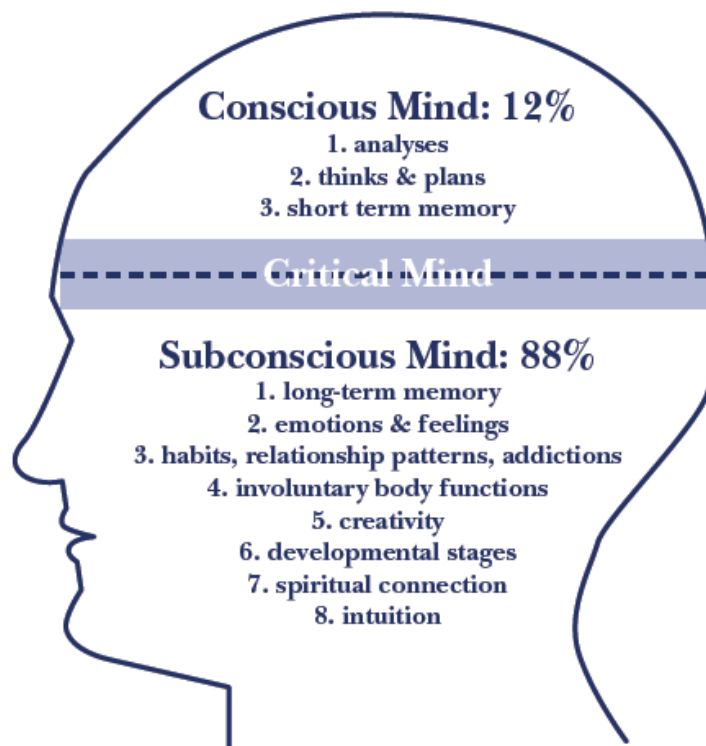 Conscious Mind: 12%
1. analyses
2. thinks & plans
3. short term memory
Critical Mind
Subconscious Mind: 88%
1. long-term memory
2. emotions & feelings
3. habits, relationship patterns, addictions
4. involuntary body functions
5. creativity
6. developmental stages
7. spiritual connection
8. intuition